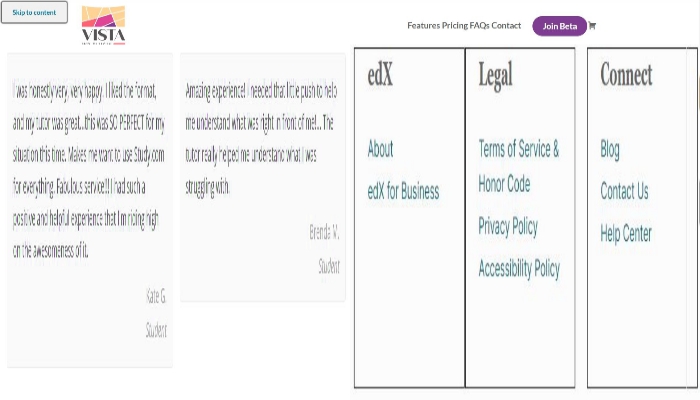 Skip to content
VISTA
Features Pricing FAQs Contact
Join Beta
I was honestly very, very happy. I liked the format,
and my tutor was great...this was SO PERFECT for my
situation this time. Makes me want to use Study.com
for everything. Fabulous service!!! I had such a
positive and helpful experience that I'm riding high
on the awesomeness of it.
Kate G.
Student
Amazing experience! I needed that little push to help
me understand what was right in front of me!... The
tutor really helped me understand what I was
struggling with.
Brenda M.
Student
edX
About
edX for Business
Legal
Terms of Service &
Honor Code
Privacy Policy
Accessibility Policy
Connect
Blog
Contact Us
Help Center